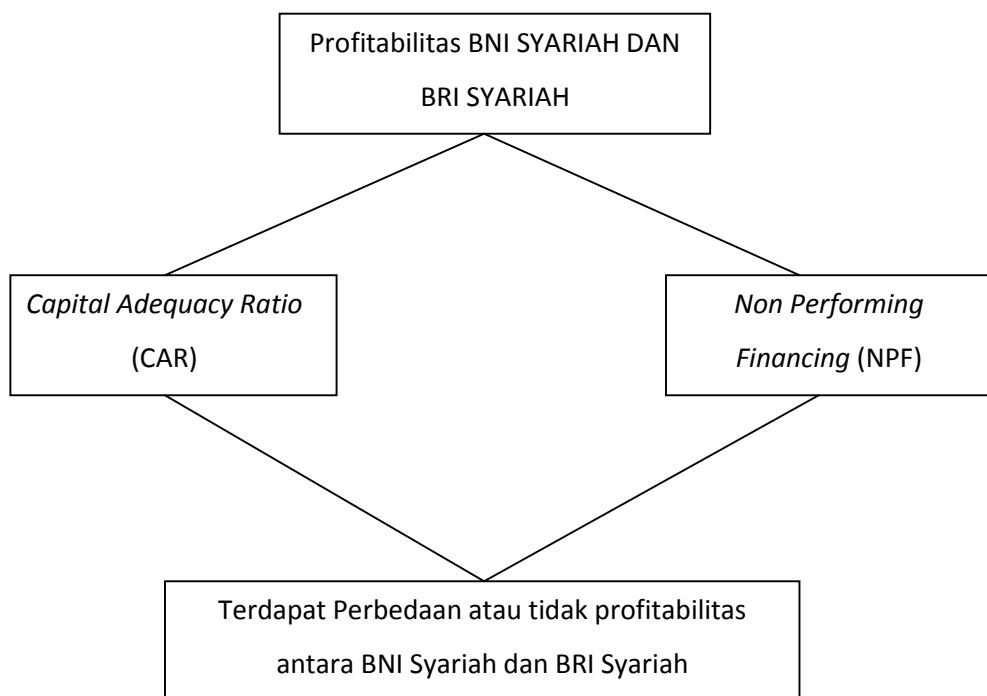 Profitabilitas BNI SYARIAH DAN
BRI SYARIAH
Capital Adequacy Ratio
(CAR)
Non Performing
Financing (NPF)
Terdapat Perbedaan atau tidak profitabilitas
antara BNI Syariah dan BRI Syariah